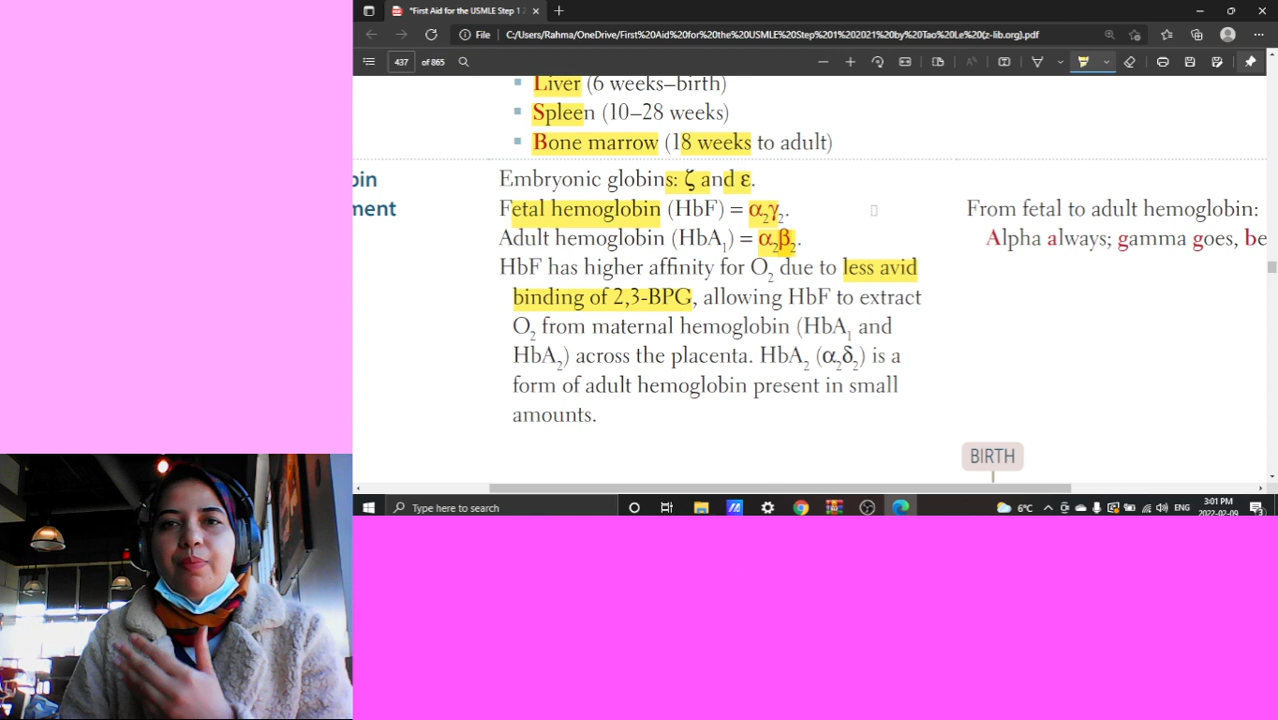 *First Aid for the USMLE Step 1 2
File C:/Users/Rahma/OneDrive/First%20Aid%20for%20the%20USMLE%20Step%201%202021%20by%20Tao%20Le%20(z-lib.org).pdf
437 of 865
Liver (6 weeks–birth)
Spleen (10–28 weeks)
Bone marrow (18 weeks to adult)
bin
ment
Embryonic globins: ζ and ε.
Fetal hemoglobin (HbF) = α₂γ₂.
Adult hemoglobin (HbA₁) = α₂β₂.
HbF has higher affinity for O₂ due to less avid
binding of 2,3-BPG, allowing HbF to extract
O₂ from maternal hemoglobin (HbA₁ and
HbA₂) across the placenta. HbA₂ (α₂δ₂) is a
form of adult hemoglobin present in small
amounts.
From fetal to adult hemoglobin:
Alpha always; gamma goes, be
BIRTH
Type here to search
6°C
ENG
3:01 PM
2022-02-09